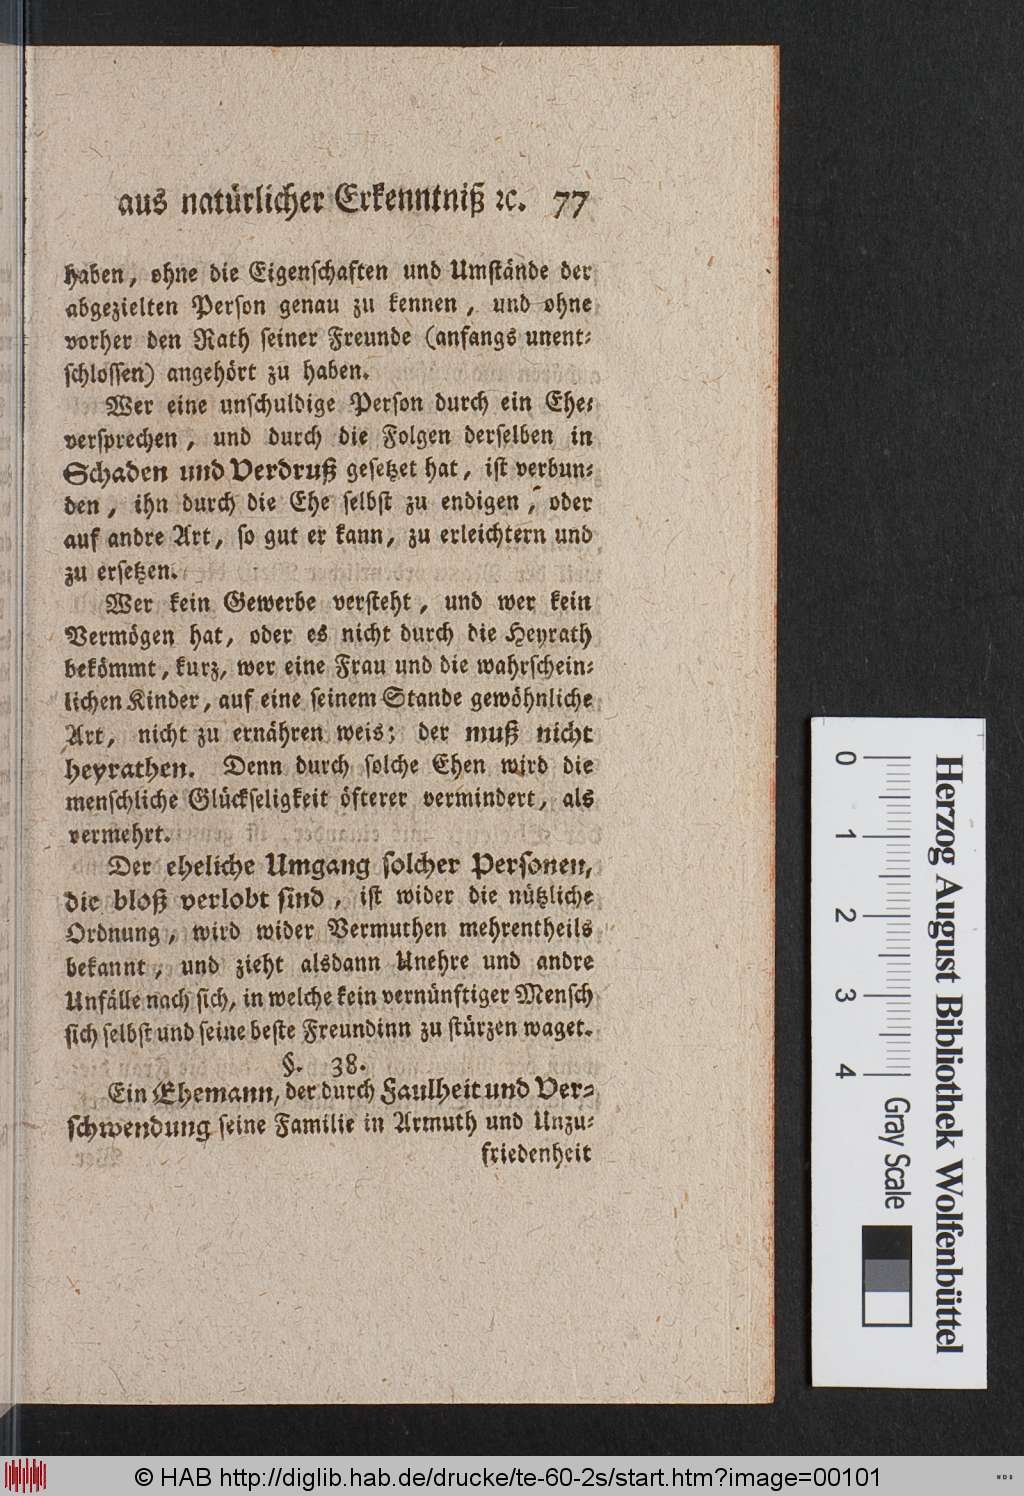 aus natürlicher Erkenntniß ꝛc. 77
haben, ohne die Eigenschaften und Umstände der
abgezielten Person genau zu kennen, und ohne
vorher den Rath seiner Freunde (anfangs unent-
schlossen) angehört zu haben.
Wer eine unschuldige Person durch ein Ehe-
versprechen, und durch die Folgen derselben in
Schaden und Verdruß gesetzet hat, ist verbun-
den, ihn durch die Ehe selbst zu endigen, oder
auf andre Art, so gut er kann, zu erleichtern und
zu ersetzen.
Wer kein Gewerbe versteht, und wer kein
Vermögen hat, oder es nicht durch die Heyrath
bekömmt, kurz, wer eine Frau und die wahrschein-
lichen Kinder, auf eine seinem Stande gewöhnliche
Art, nicht zu ernähren weis; der muß nicht
heyrathen. Denn durch solche Ehen wird die
menschliche Glückseligkeit öfterer vermindert, als
vermehrt.
Der eheliche Umgang solcher Personen,
die bloß verlobt sind, ist wider die nützliche
Ordnung, wird wider Vermuthen mehrentheils
bekannt, und zieht alsdann Unehre und andre
Unfälle nach sich, in welche kein vernünftiger Mensch
sich selbst und seine beste Freundinn zu stürzen waget.
§. 38.
Ein Ehemann, der durch Faulheit und Ver-
schwendung seine Familie in Armuth und Unzu-
friedenheit
Herzog August Bibliothek Wolfenbüttel
0 1 2 3 4 Gray Scale
© HAB http://diglib.hab.de/drucke/te-60-2s/start.htm?image=00101